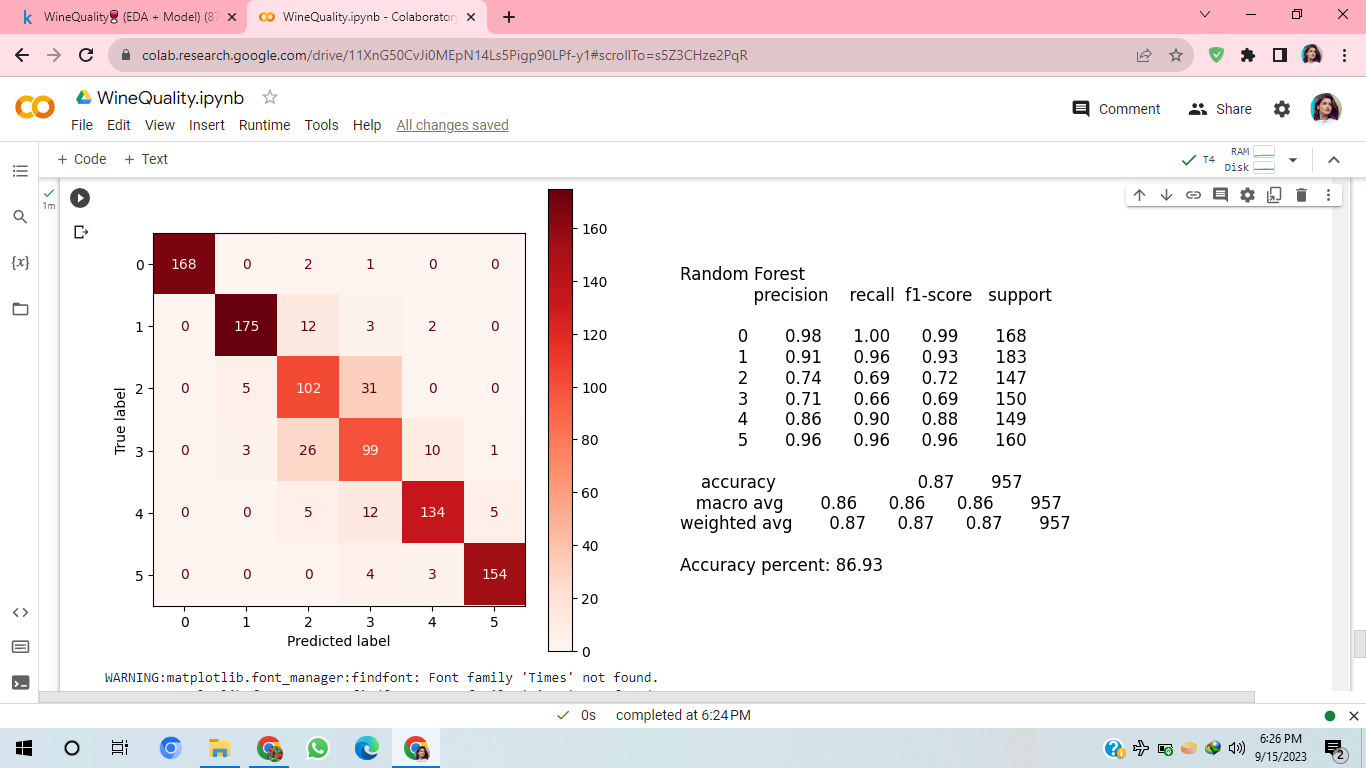 WineQuality🍷 (EDA + Model) (87
WineQuality.ipynb - Colaboratory
colab.research.google.com/drive/11XnG50CvJi0MEpN14Ls5Pigp90LPf-y1#scrollTo=s5Z3CHze2PqR
WineQuality.ipynb
File Edit View Insert Runtime Tools Help All changes saved
Comment Share
+ Code + Text
T4 RAM
Disk
1m
160
140
120
100
80
60
40
20
0
True label
0 168 0 2 1 0 0
1 0 175 12 3 2 0
2 0 5 102 31 0 0
3 0 3 26 99 10 1
4 0 0 5 12 134 5
5 0 0 0 4 3 154
0 1 2 3 4 5
Predicted label
Random Forest
precision recall f1-score support
0 0.98 1.00 0.99 168
1 0.91 0.96 0.93 183
2 0.74 0.69 0.72 147
3 0.71 0.66 0.69 150
4 0.86 0.90 0.88 149
5 0.96 0.96 0.96 160
accuracy 0.87 957
macro avg 0.86 0.86 0.86 957
weighted avg 0.87 0.87 0.87 957
Accuracy percent: 86.93
WARNING:matplotlib.font_manager:findfont: Font family 'Times' not found.
0s completed at 6:24 PM
6:26 PM
9/15/2023
2